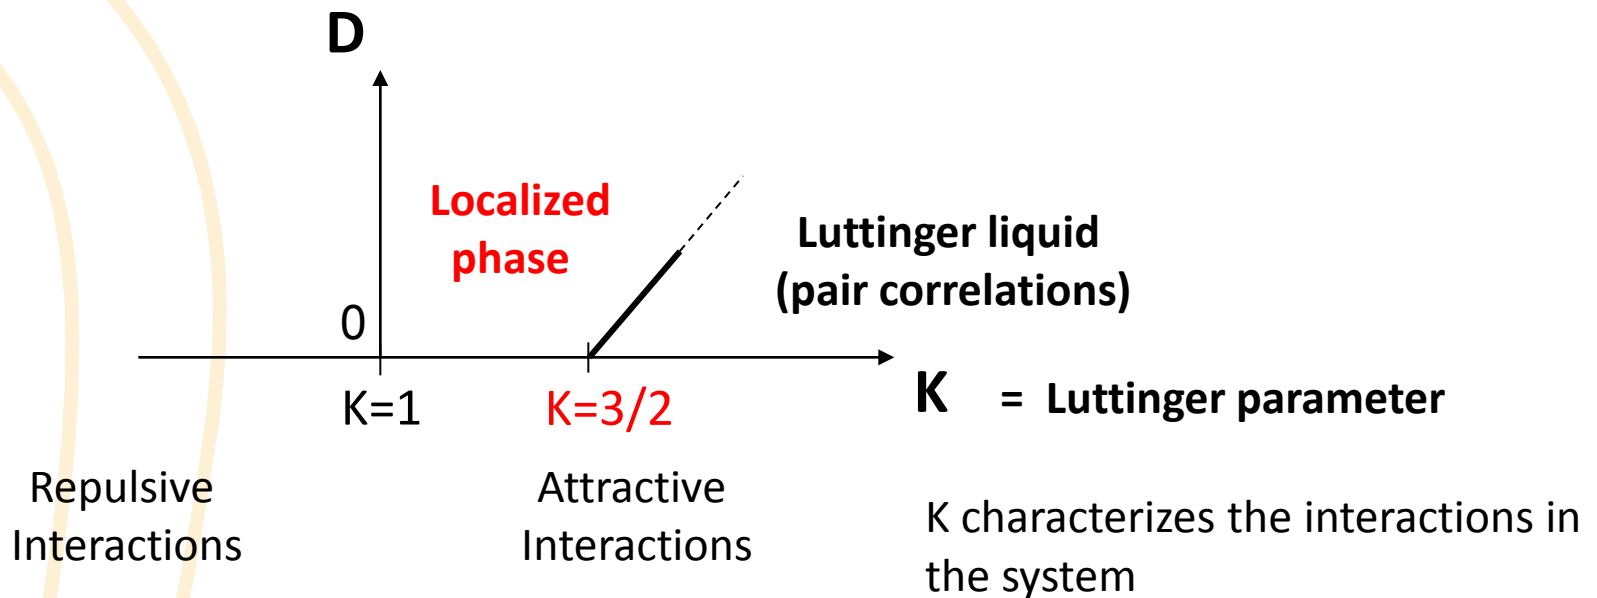 D
Localized
phase
Luttinger liquid
(pair correlations)
0
K=1
K=3/2
K = Luttinger parameter
Repulsive
Interactions
Attractive
Interactions
K characterizes the interactions in
the system